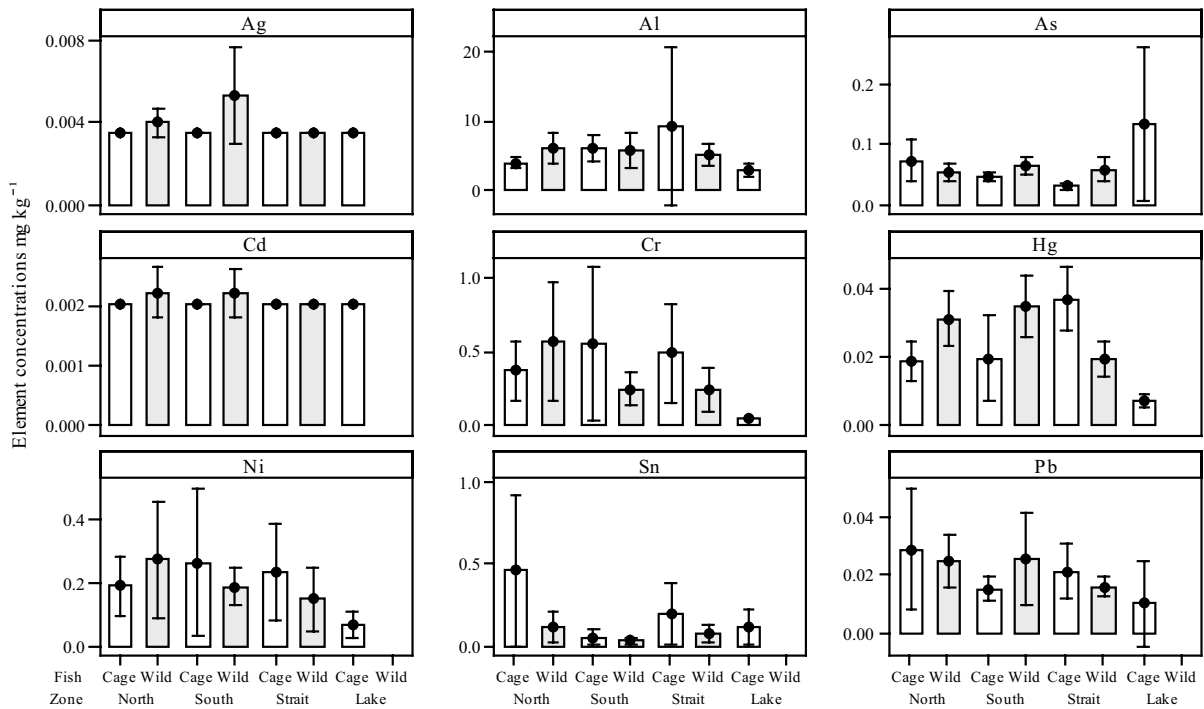 Element concentrations mg kg⁻¹
Ag
0.008
0.004
0.000
Al
20
10
0
As
0.2
0.1
0.0
Cd
0.002
0.001
0.000
Cr
1.0
0.5
0.0
Hg
0.04
0.02
0.00
Ni
0.4
0.2
0.0
Sn
1.0
0.5
0.0
Pb
0.04
0.02
0.00
Fish Cage Wild Cage Wild Cage Wild Cage Wild Cage Wild Cage Wild Cage Wild Cage Wild Cage Wild Cage Wild Cage Wild Cage Wild
Zone North South Strait Lake North South Strait Lake North South Strait Lake